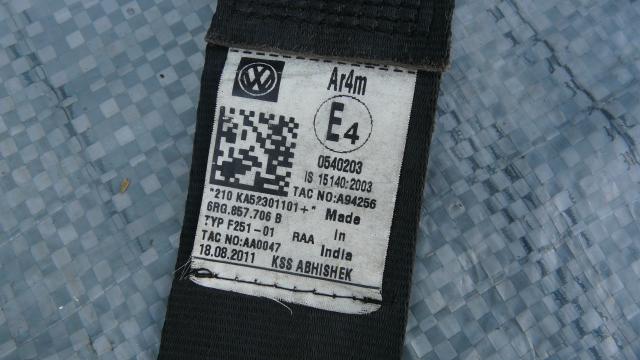 Ar4m
E4
0540203
IS 15140:2003
TAC NO:A94256
"210 KA52301101+" Made
6RG.857.706 B In
TYP F251-01 RAA India
TAC NO:AA0047
18.08.2011 KSS ABHISHEK